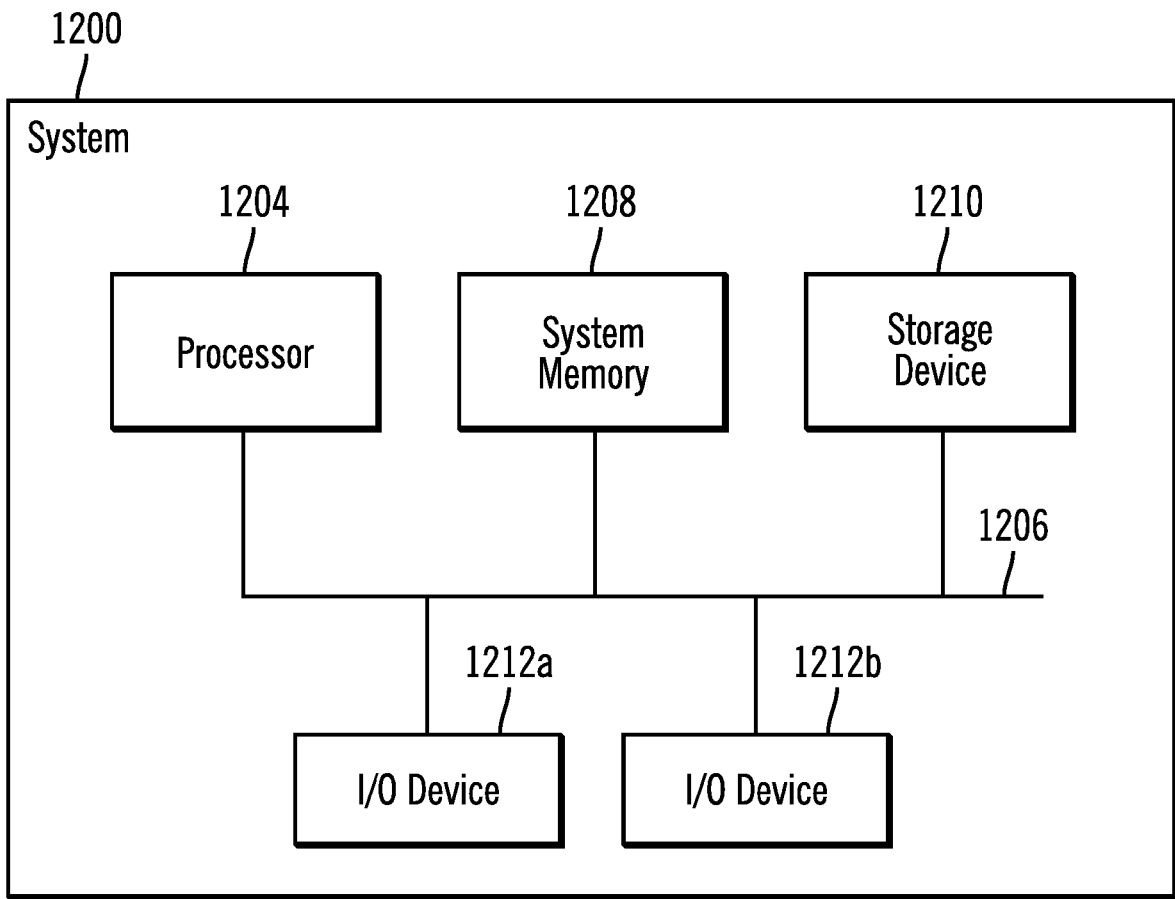 1200
System
1204
1208
1210
Processor
System
Memory
Storage
Device
1206
1212a
1212b
I/O Device
I/O Device